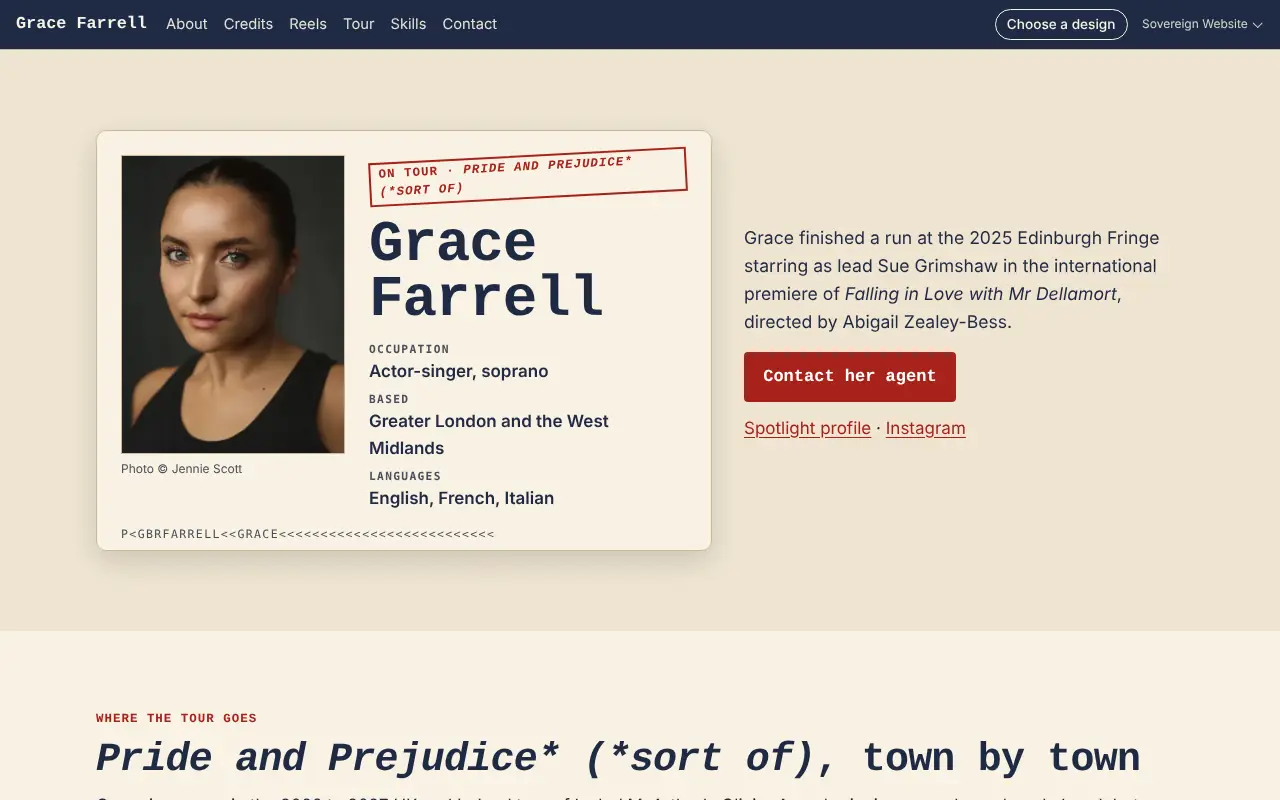 Grace Farrell About Credits Reels Tour Skills Contact Choose a design Sovereign Website
ON TOUR · PRIDE AND PREJUDICE*
(*SORT OF)
Grace
Farrell
OCCUPATION
Actor-singer, soprano
BASED
Greater London and the West
Midlands
LANGUAGES
English, French, Italian
Photo © Jennie Scott
P<GBRFARRELL<<GRACE<<<<<<<<<<<<<<<<<<<<<<<<<<
Grace finished a run at the 2025 Edinburgh Fringe
starring as lead Sue Grimshaw in the international
premiere of Falling in Love with Mr Dellamort,
directed by Abigail Zealey-Bess.
Contact her agent
Spotlight profile · Instagram
WHERE THE TOUR GOES
Pride and Prejudice* (*sort of), town by town